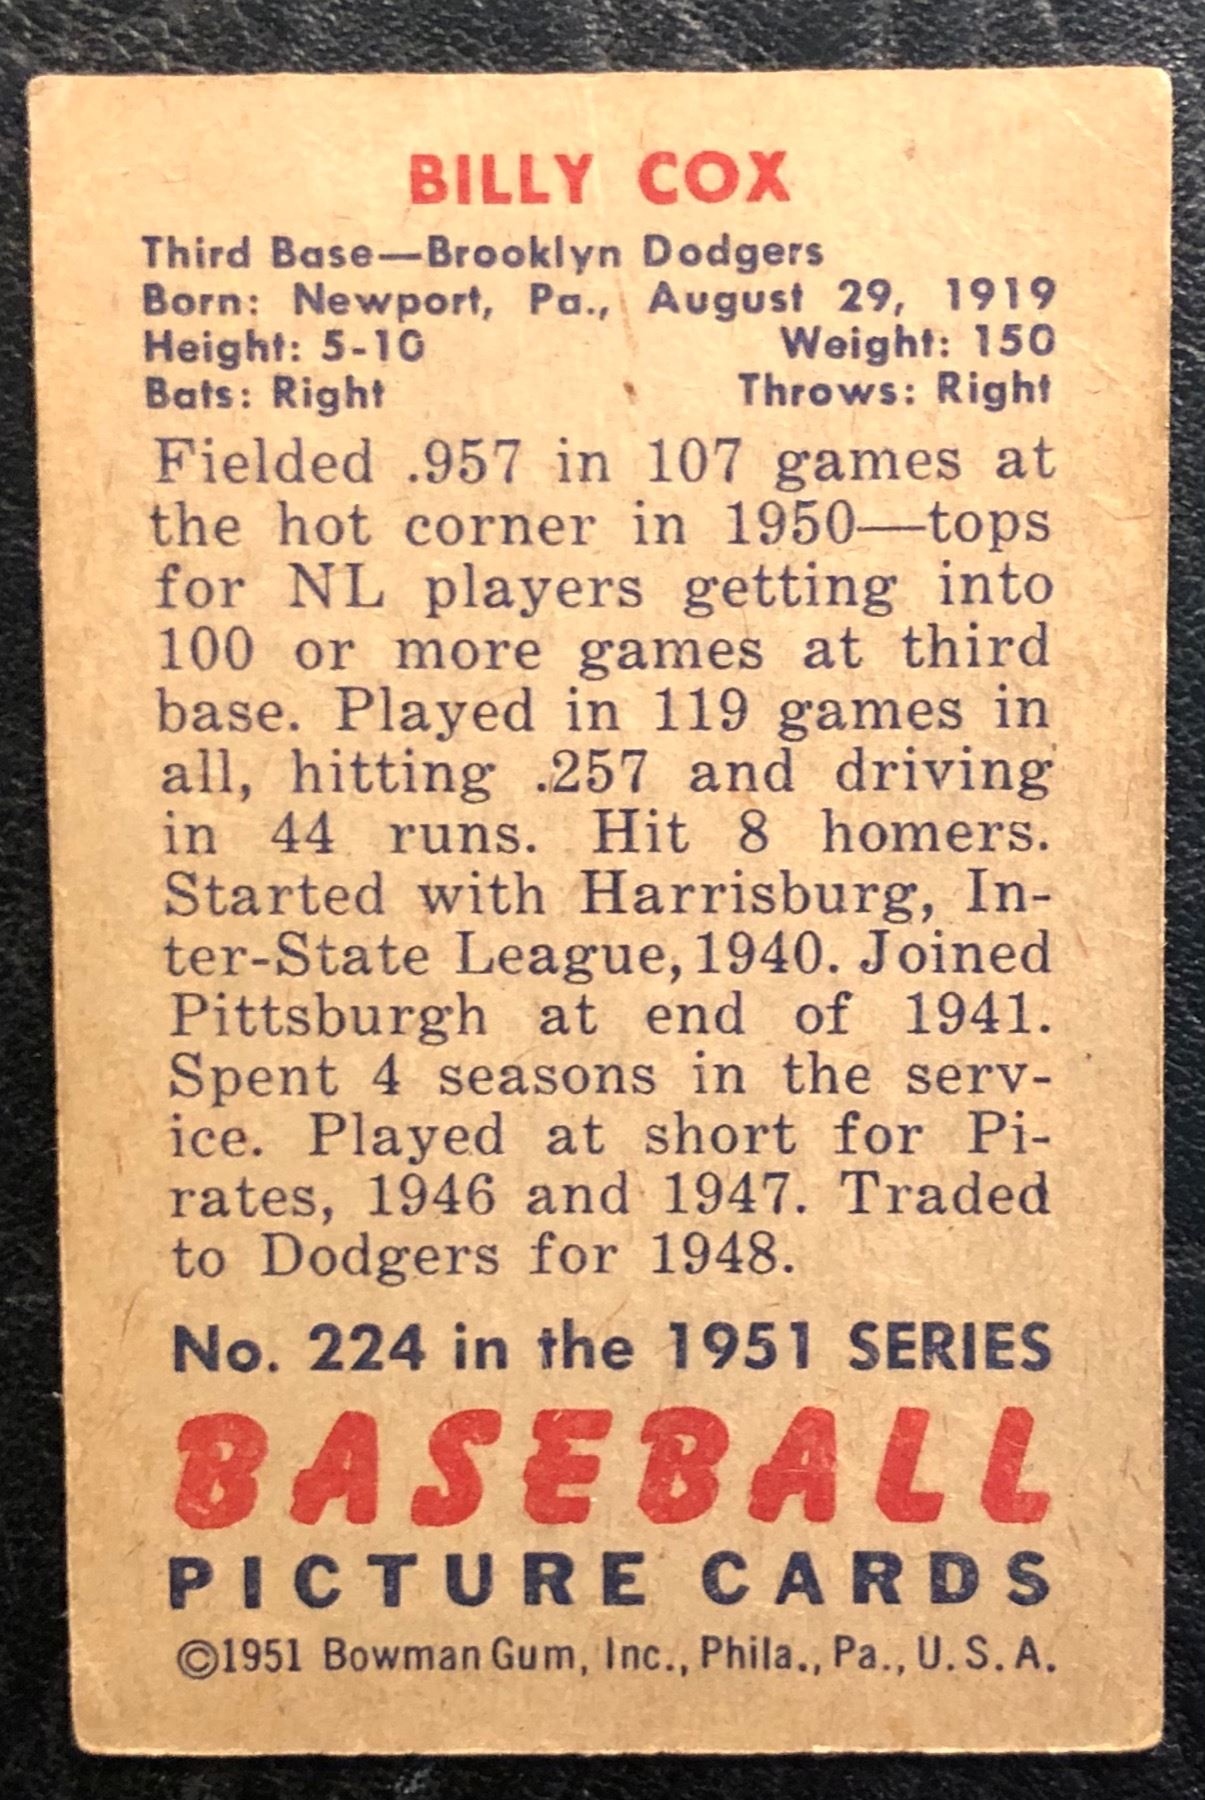 BILLY COX
Third Base—Brooklyn Dodgers
Born: Newport, Pa., August 29, 1919
Height: 5-10 Weight: 150
Bats: Right Throws: Right
Fielded .957 in 107 games at
the hot corner in 1950—tops
for NL players getting into
100 or more games at third
base. Played in 119 games in
all, hitting .257 and driving
in 44 runs. Hit 8 homers.
Started with Harrisburg, In-
ter-State League, 1940. Joined
Pittsburgh at end of 1941.
Spent 4 seasons in the serv-
ice. Played at short for Pi-
rates, 1946 and 1947. Traded
to Dodgers for 1948.
No. 224 in the 1951 SERIES
BASEBALL
PICTURE CARDS
©1951 Bowman Gum, Inc., Phila., Pa., U. S. A.